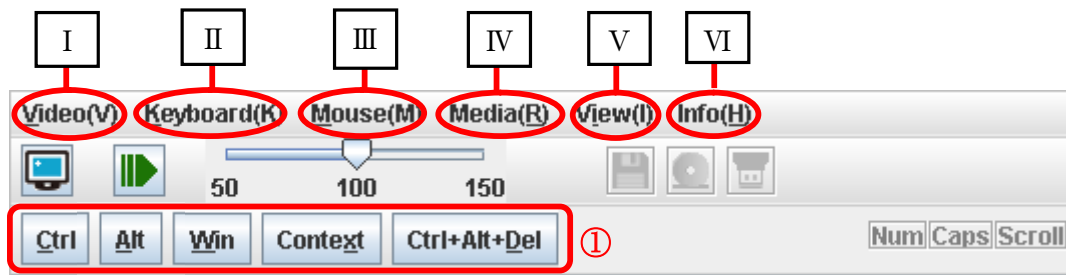 Ⅰ Ⅱ Ⅲ Ⅳ Ⅴ Ⅵ
Video(V) Keyboard(K) Mouse(M) Media(R) View(I) Info(H)
50 100 150
Ctrl Alt Win Context Ctrl+Alt+Del ① Num Caps Scroll